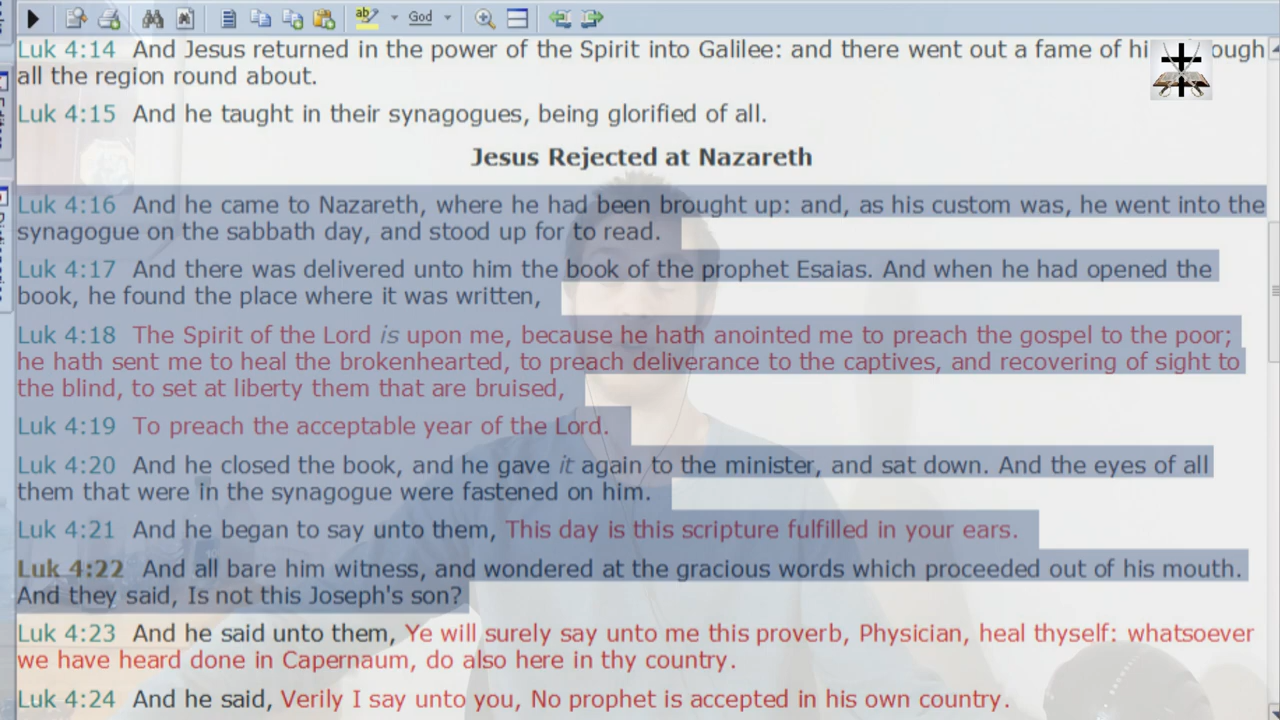 God
Luk 4:14 And Jesus returned in the power of the Spirit into Galilee: and there went out a fame of
all the region round about.
Luk 4:15 And he taught in their synagogues, being glorified of all.
Jesus Rejected at Nazareth
Luk 4:16 And he came to Nazareth, where he had been brought up: and, as his custom was, he went into the
synagogue on the sabbath day, and stood up for to read.
Luk 4:17 And there was delivered unto him the book of the prophet Esaias. And when he had opened the
book, he found the place where it was written,
Luk 4:18 The Spirit of the Lord is upon me, because he hath anointed me to preach the gospel to the poor;
he hath sent me to heal the brokenhearted, to preach deliverance to the captives, and recovering of sight to
the blind, to set at liberty them that are bruised,
Luk 4:19 To preach the acceptable year of the Lord.
Luk 4:20 And he closed the book, and he gave it again to the minister, and sat down. And the eyes of all
them that were in the synagogue were fastened on him.
Luk 4:21 And he began to say unto them, This day is this scripture fulfilled in your ears.
Luk 4:22 And all bare him witness, and wondered at the gracious words which proceeded out of his mouth.
And they said, Is not this Joseph's son?
Luk 4:23 And he said unto them, Ye will surely say unto me this proverb, Physician, heal thyself: whatsoever
we have heard done in Capernaum, do also here in thy country.
Luk 4:24 And he said, Verily I say unto you, No prophet is accepted in his own country.